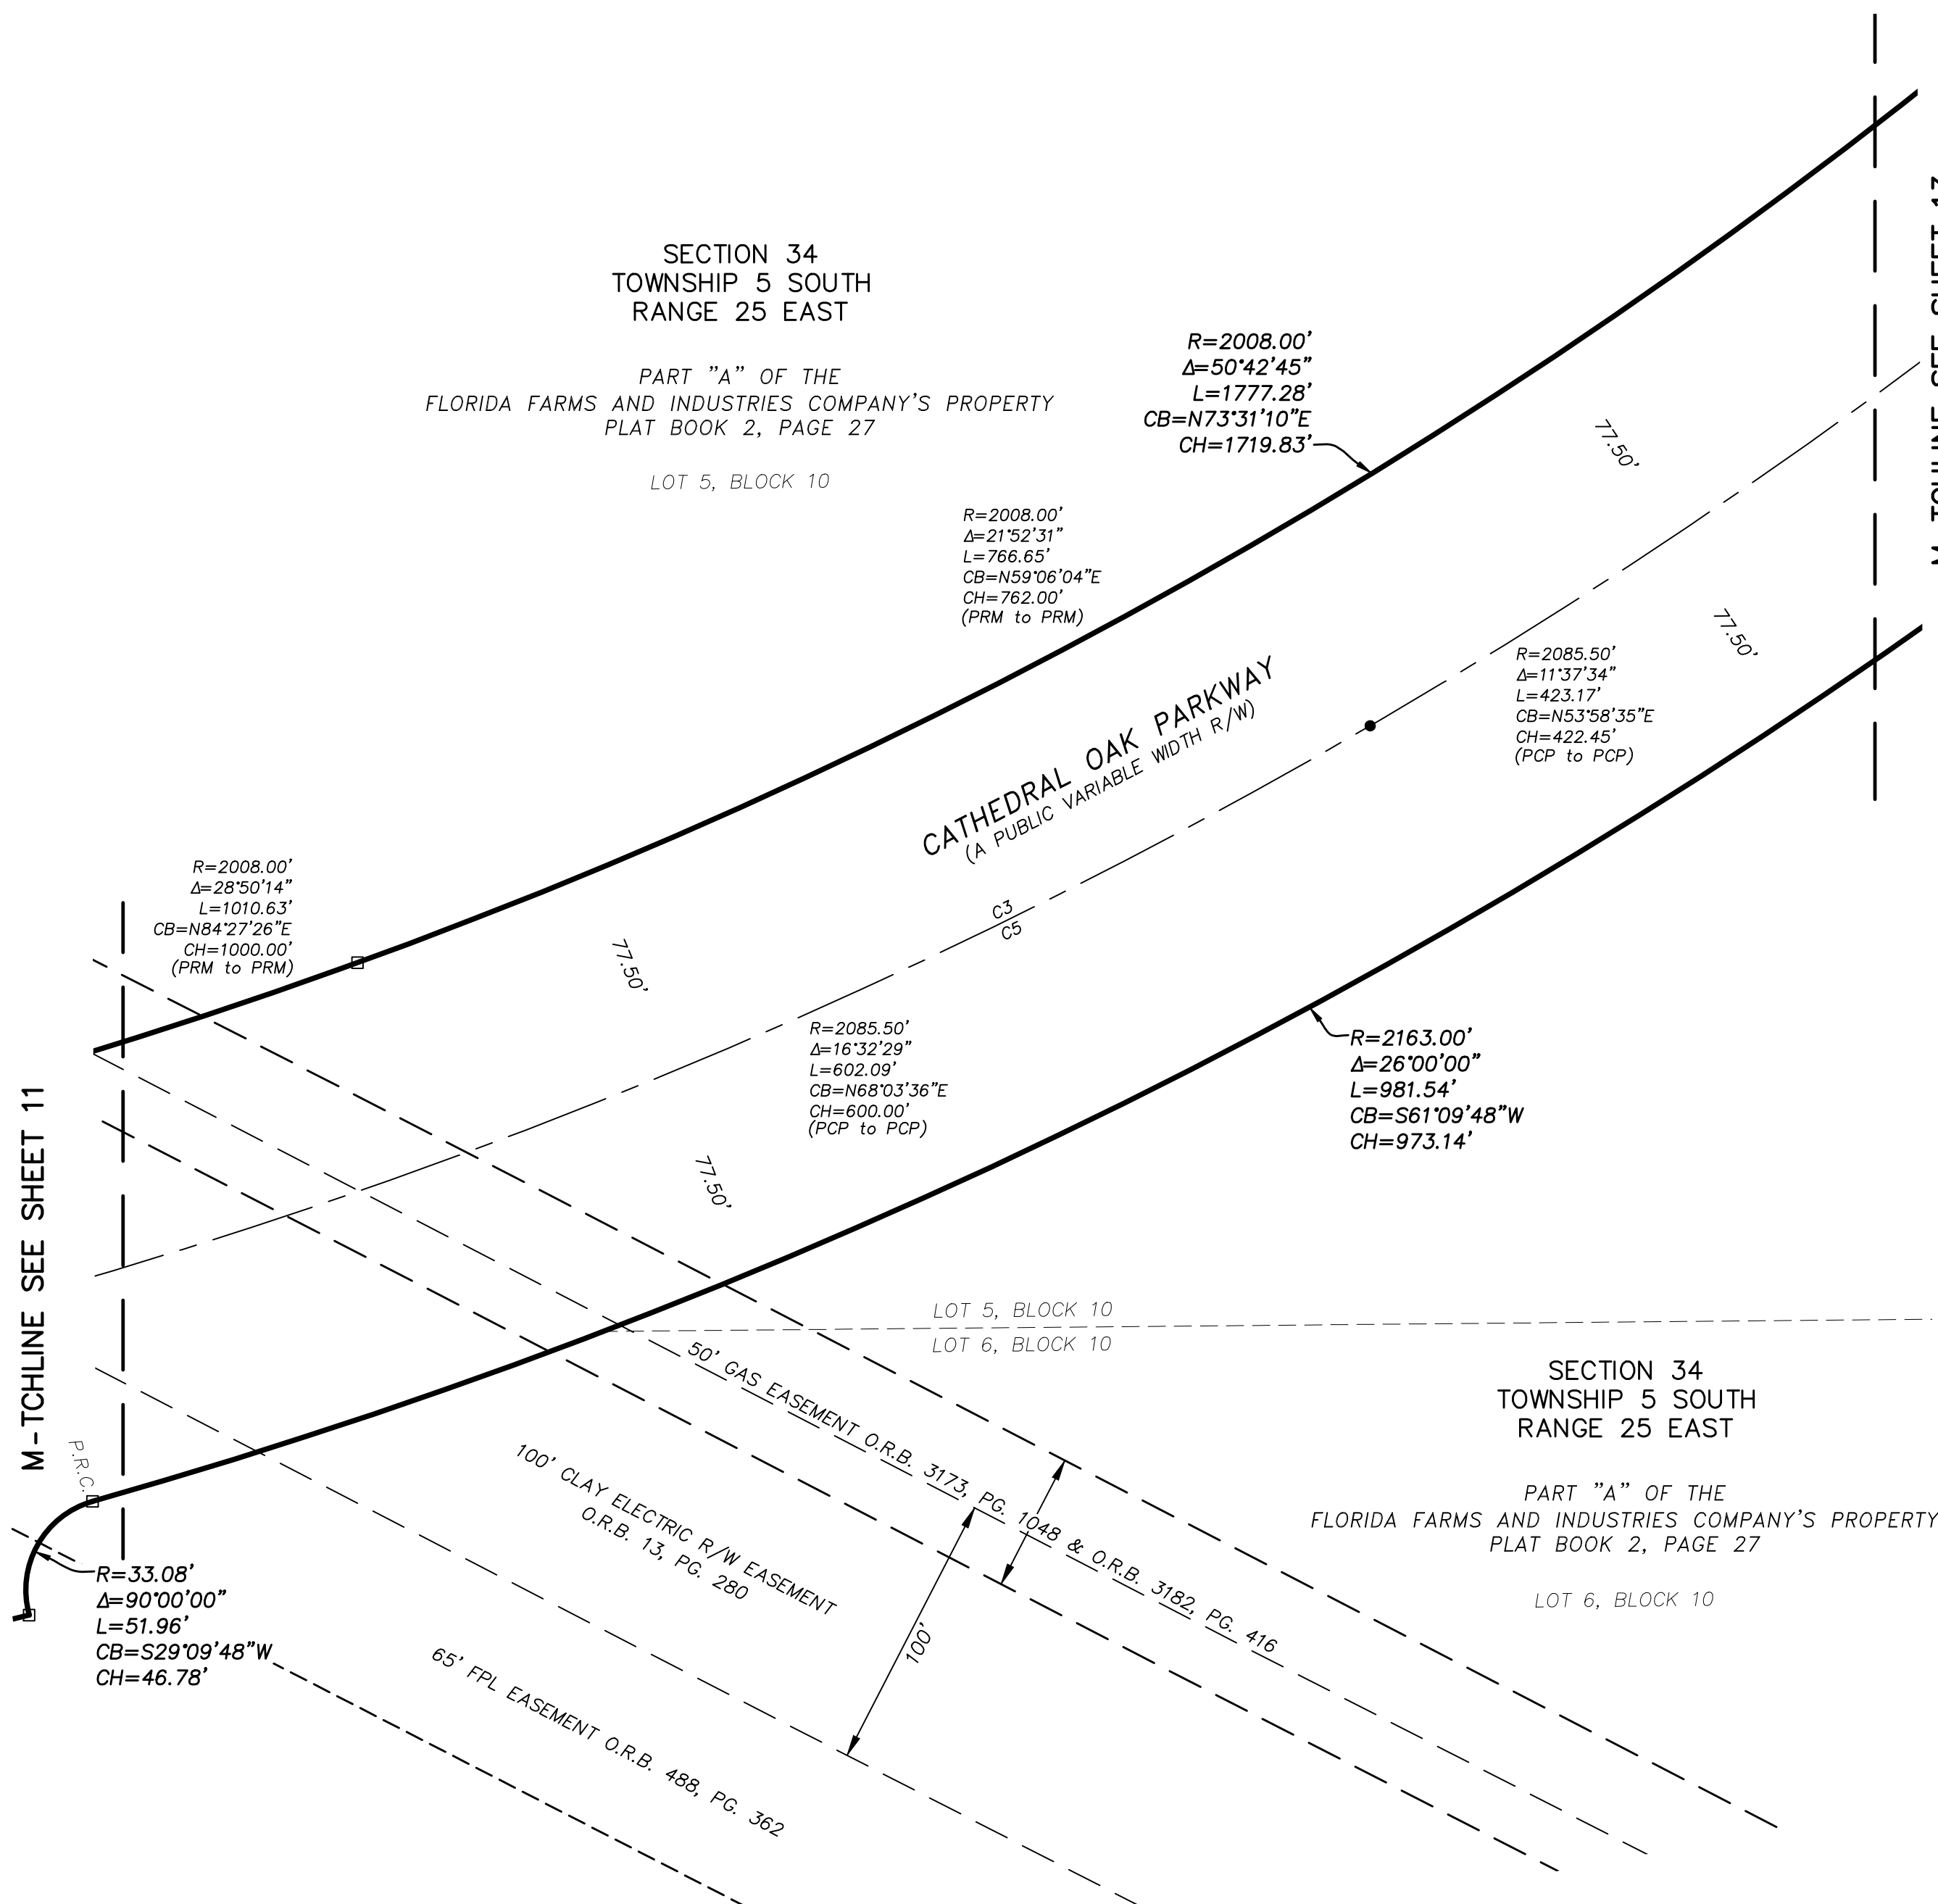 SECTION 34
TOWNSHIP 5 SOUTH
RANGE 25 EAST
PART "A" OF THE
FLORIDA FARMS AND INDUSTRIES COMPANY'S PROPERTY
PLAT BOOK 2, PAGE 27
LOT 5, BLOCK 10
R=2008.00'
Δ=50°42'45"
L=1777.28'
CB=N73°31'10"E
CH=1719.83'
R=2008.00'
Δ=21°52'31"
L=766.65'
CB=N59°06'04"E
CH=762.00'
(PRM to PRM)
77.50'
77.50'
R=2085.50'
Δ=11°37'34"
L=423.17'
CB=N53°58'35"E
CH=422.45'
(PCP to PCP)
CATHEDRAL OAK PARKWAY
(A PUBLIC VARIABLE WIDTH R/W)
R=2008.00'
Δ=28°50'14"
L=1010.63'
CB=N84°27'26"E
CH=1000.00'
(PRM to PRM)
C3
C5
77.50'
R=2085.50'
Δ=16°32'29"
L=602.09'
CB=N68°03'36"E
CH=600.00'
(PCP to PCP)
77.50'
R=2163.00'
Δ=26°00'00"
L=981.54'
CB=S61°09'48"W
CH=973.14'
M-TCHLINE SEE SHEET 11
LOT 5, BLOCK 10
LOT 6, BLOCK 10
50' GAS EASEMENT O.R.B. 3173, PG. 1048 & O.R.B. 3182, PG. 416
SECTION 34
TOWNSHIP 5 SOUTH
RANGE 25 EAST
PART "A" OF THE
FLORIDA FARMS AND INDUSTRIES COMPANY'S PROPERTY
PLAT BOOK 2, PAGE 27
LOT 6, BLOCK 10
P.R.C.
100' CLAY ELECTRIC R/W EASEMENT
O.R.B. 13, PG. 280
100'
R=33.08'
Δ=90°00'00"
L=51.96'
CB=S29°09'48"W
CH=46.78'
65' FPL EASEMENT O.R.B. 488, PG. 362